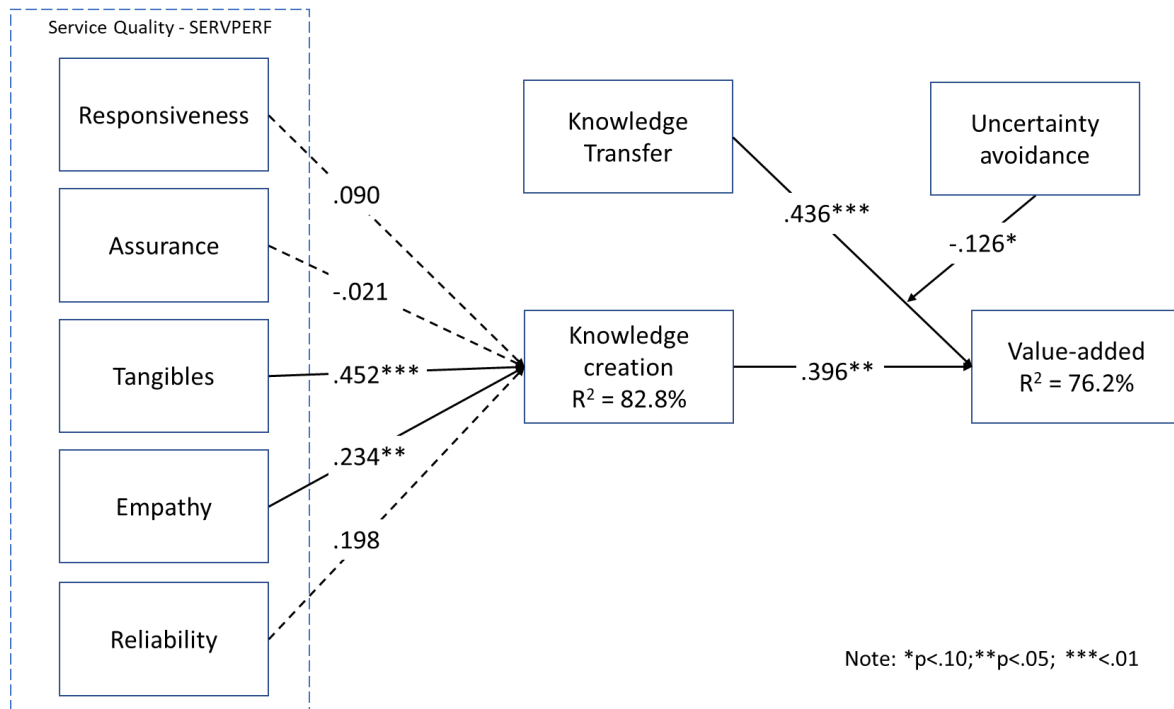 Service Quality - SERVPERF
Responsiveness
Assurance
Tangibles
Empathy
Reliability
.090
-.021
.452***
.234**
.198
Knowledge
Transfer
Knowledge
creation
R² = 82.8%
Uncertainty
avoidance
.436***
-.126*
.396**
Value-added
R² = 76.2%
Note: *p<.10;**p<.05; ***<.01